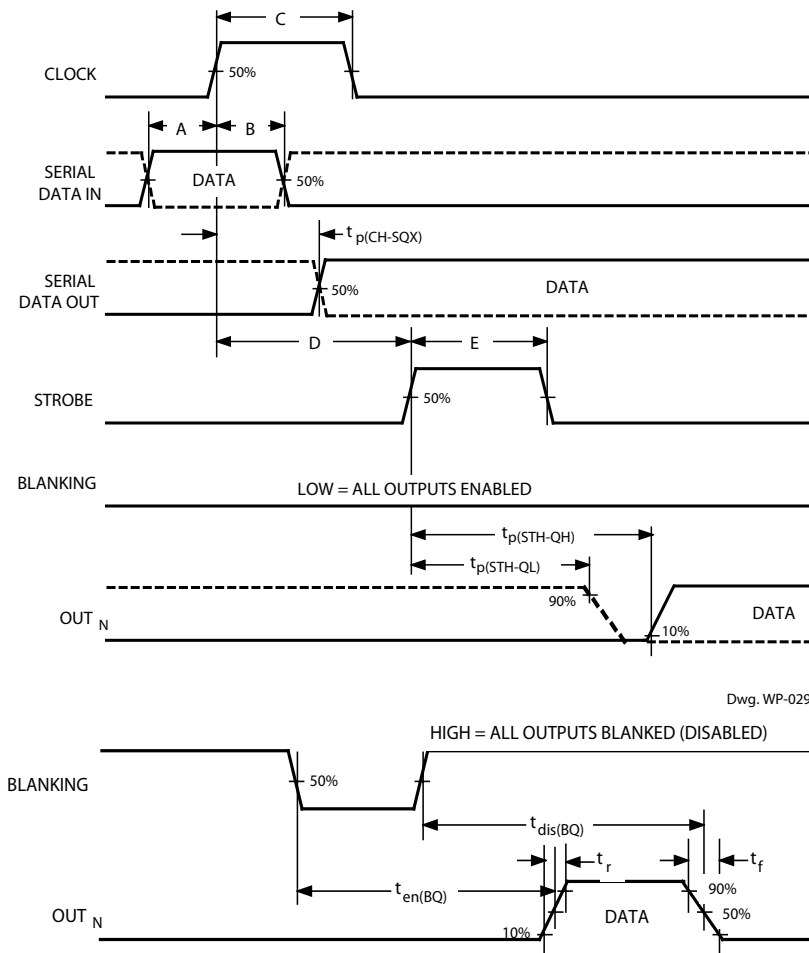 C
CLOCK
50%
A
B
SERIAL
DATA IN
DATA
50%
t p(CH-SQX)
SERIAL
DATA OUT
50%
DATA
D
E
STROBE
50%
BLANKING
LOW = ALL OUTPUTS ENABLED
t p(STH-QH)
t p(STH-QL)
90%
OUT N
10%
DATA
Dwg. WP-029
HIGH = ALL OUTPUTS BLANKED (DISABLED)
BLANKING
50%
t dis(BQ)
t r
t f
t en(BQ)
90%
OUT N
10%
DATA
50%